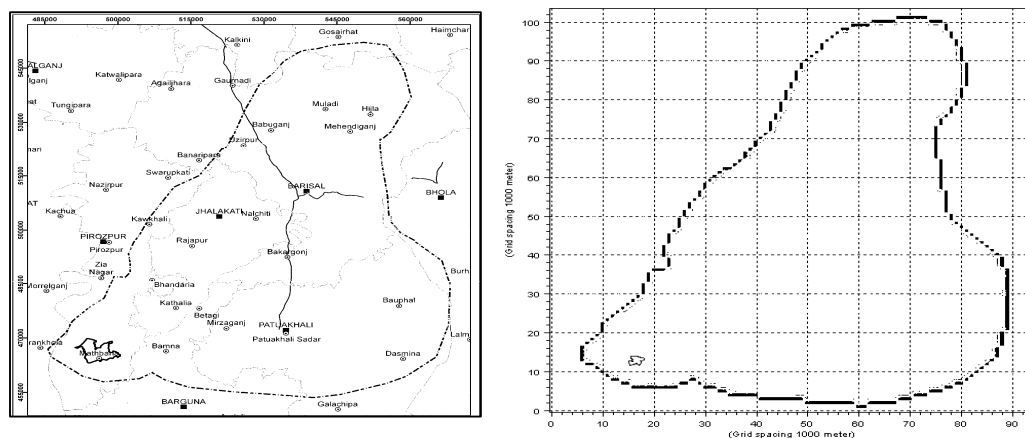 485000 500000 515000 530000 545000 560000
Gosairhat
Haimchar
Kalkini
ALGANJ
Katwalipara
Agailjhara
Gaurnadi
Tungipara
Muladi
Hijla
Babuganj
Mehendiganj
Uzirpur
Banaripara
Swarupkati
Nazirpur
BARISAL
BHOLA
Kachua
JHALAKATI
Nalchiti
Kawkhali
PIROZPUR
Pirozpur
Rajapur
Bakargonj
Zia
Nagar
Burh
Morrelganj
Bhandaria
Kathalia
Betagi
Bauphal
Mirzaganj
PATUAKHALI
Patuakhali Sadar
Lalm
Mathbaria
Bamna
Dasmina
BARGUNA
Galachipa
100
90
80
70
60
50
40
30
20
10
0
(Grid spacing 1000 meter)
0 10 20 30 40 50 60 70 80 90
(Grid spacing 1000 meter)